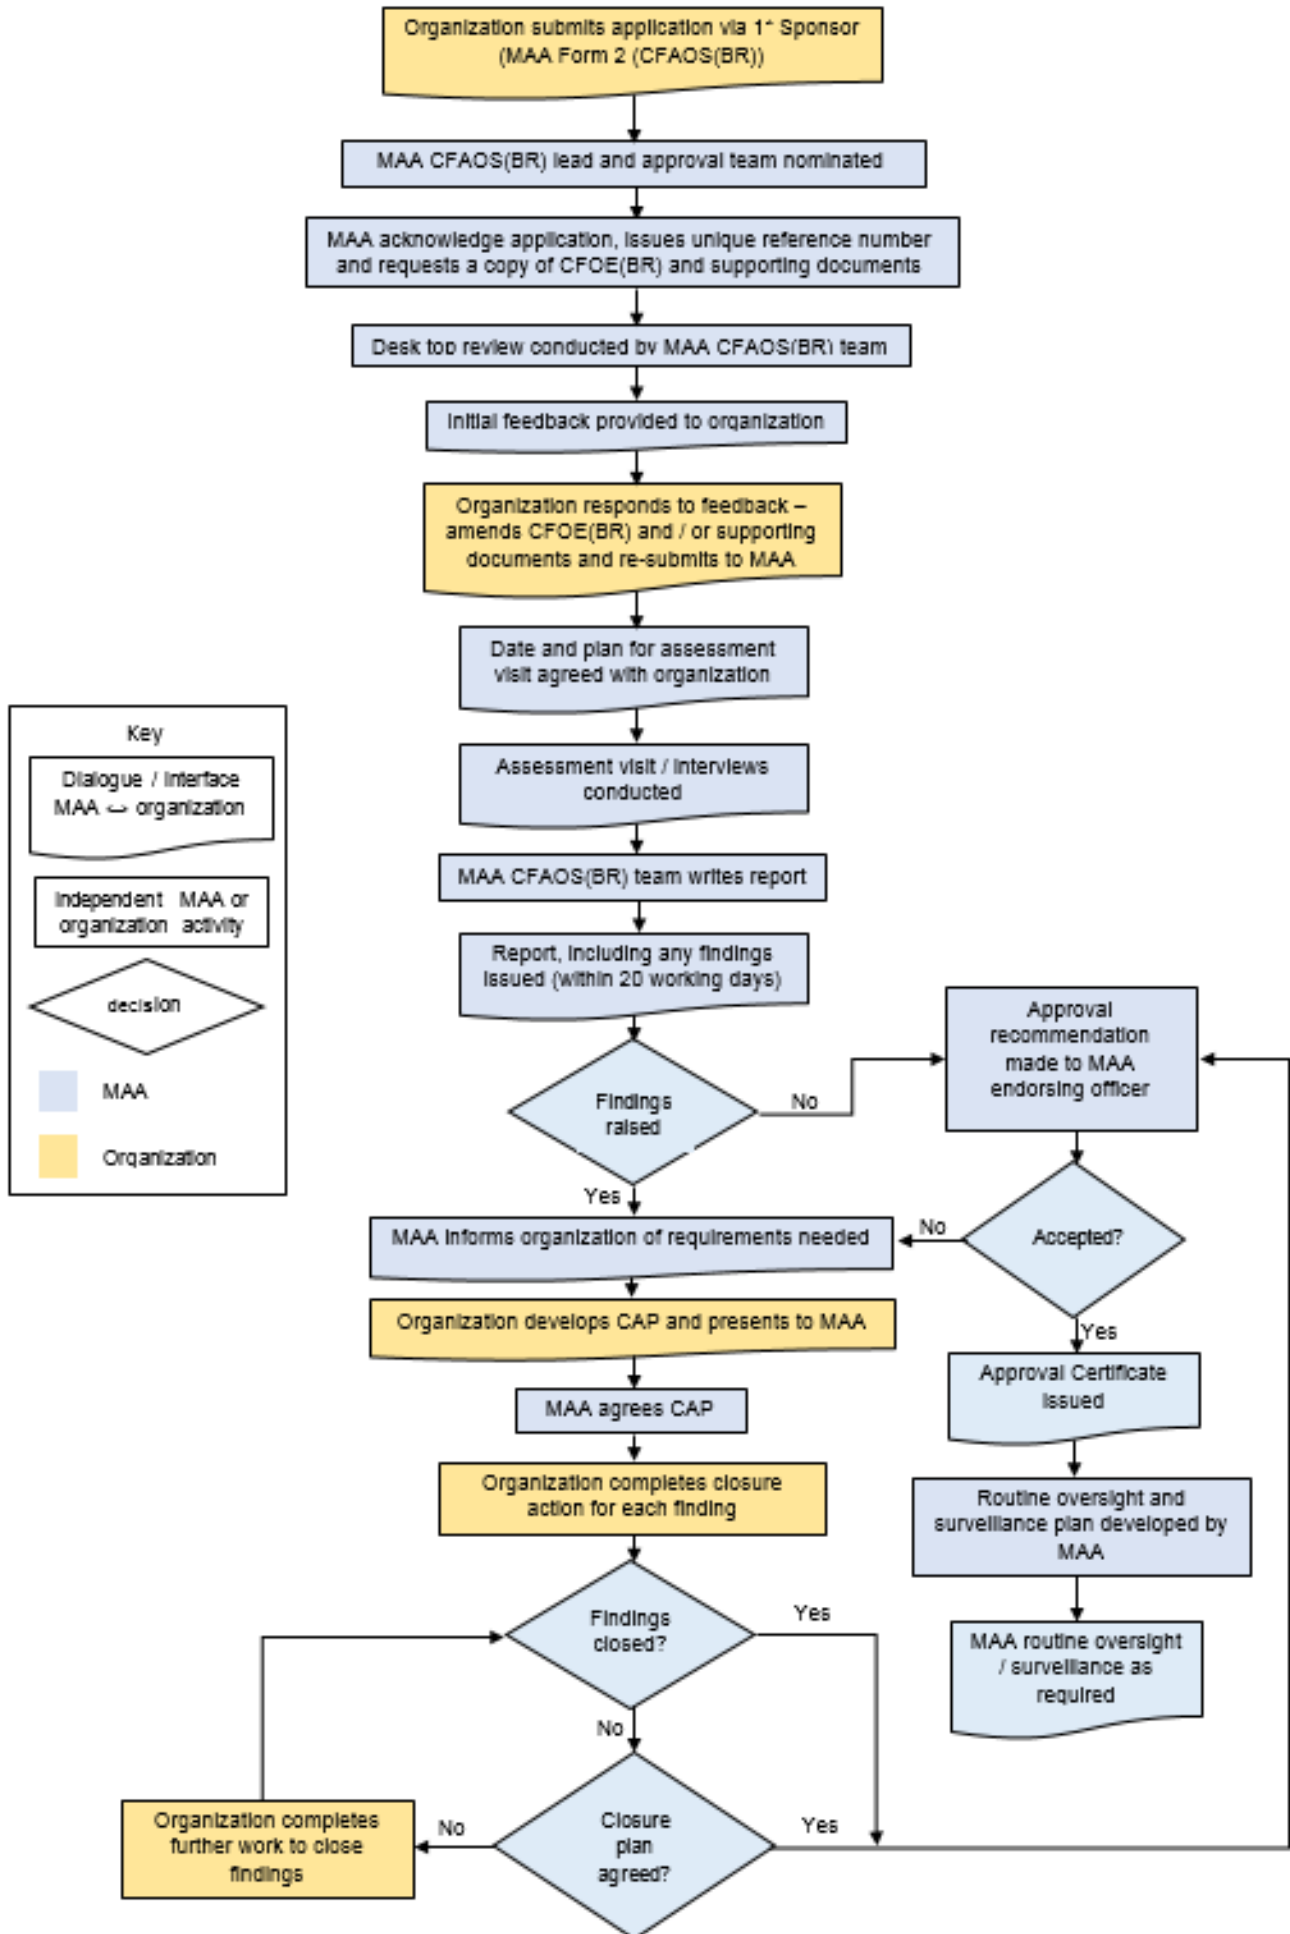 Organization submits application via 1st Sponsor
(MAA Form 2 (CFAOS(BR))
MAA CFAOS(BR) lead and approval team nominated
MAA acknowledge application, issues unique reference number
and requests a copy of CFOE(BR) and supporting documents
Desk top review conducted by MAA CFAOS(BR) team
Initial feedback provided to organization
Organization responds to feedback –
amends CFOE(BR) and / or supporting
documents and re-submits to MAA
Date and plan for assessment
visit agreed with organization
Assessment visit / interviews
conducted
MAA CFAOS(BR) team writes report
Report, including any findings
issued (within 20 working days)
Findings
raised
No
Yes
Approval
recommendation
made to MAA
endorsing officer
Accepted?
No
Yes
MAA informs organization of requirements needed
Organization develops CAP and presents to MAA
MAA agrees CAP
Organization completes closure
action for each finding
Findings
closed?
Yes
No
Closure
plan
agreed?
Yes
No
Organization completes
further work to close
findings
Approval Certificate
issued
Routine oversight and
surveillance plan developed by
MAA
MAA routine oversight
/ surveillance as
required
Key
Dialogue / Interface
MAA ↔ organization
Independent MAA or
organization activity
decision
MAA
Organization